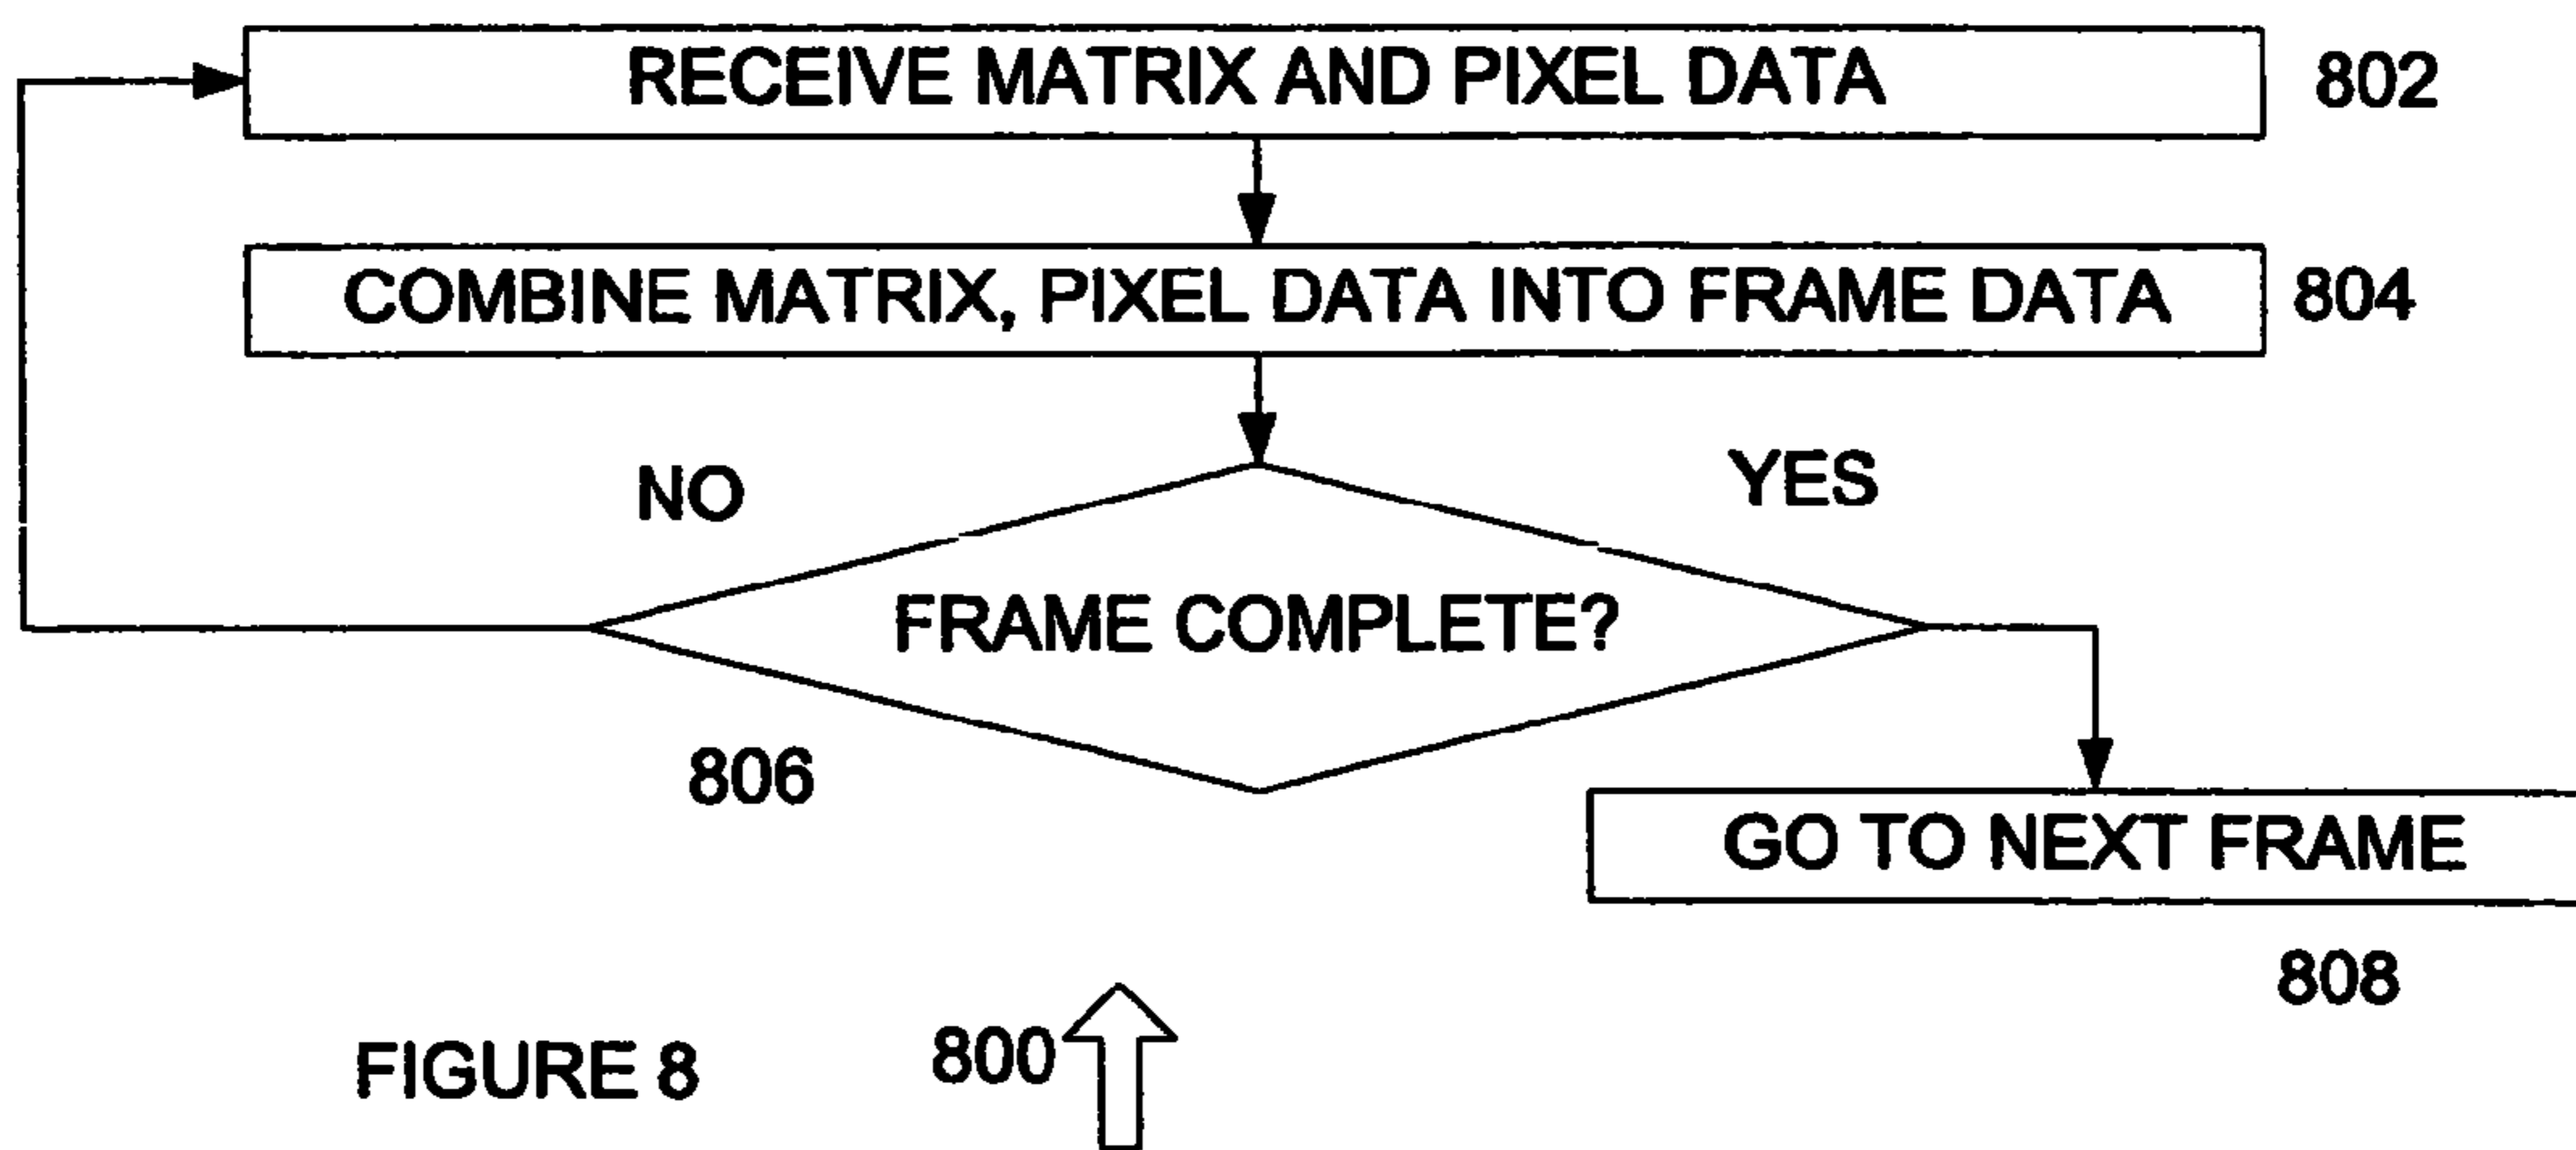 RECEIVE MATRIX AND PIXEL DATA
802
COMBINE MATRIX, PIXEL DATA INTO FRAME DATA
804
NO
YES
FRAME COMPLETE?
806
GO TO NEXT FRAME
808
FIGURE 8
800